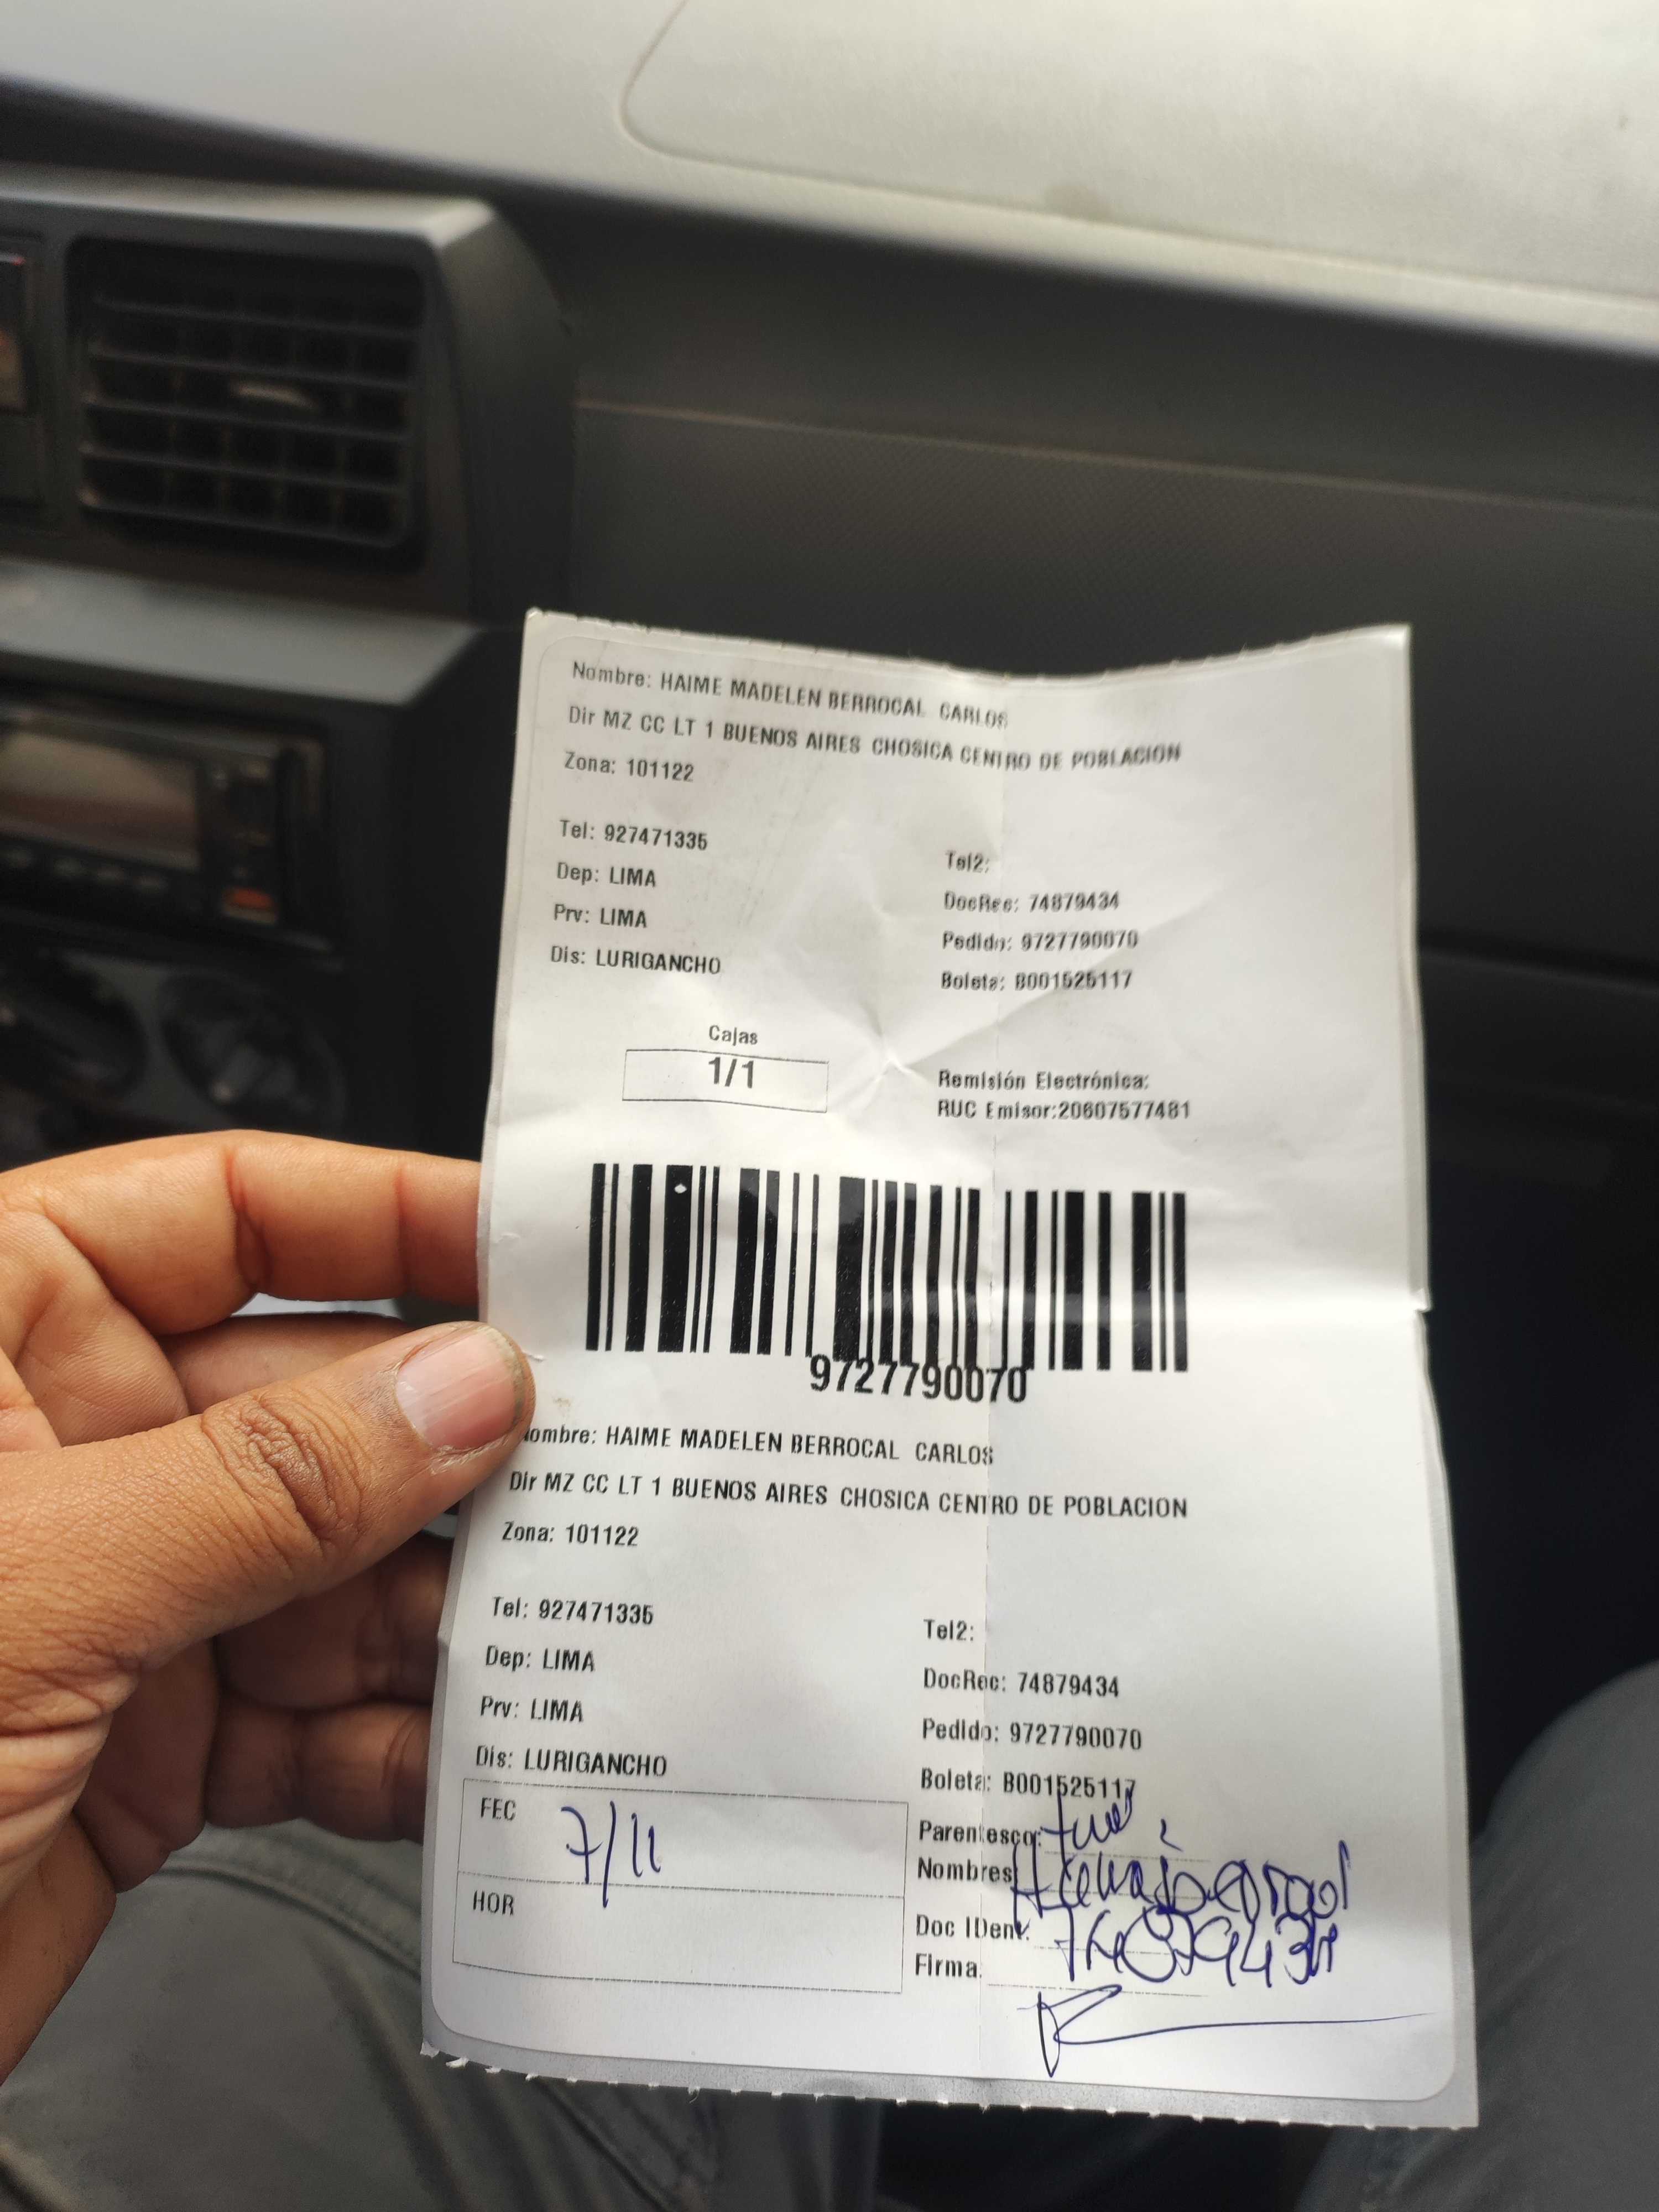 Nombre: HAIME MADELEN BERROCAL CARLOS
Dir MZ CC LT 1 BUENOS AIRES CHOSICA CENTRO DE POBLACION
Zona: 101122
Tel: 927471335
Tel2:
Dep: LIMA
DocRec: 74879434
Prv: LIMA
Pedido: 9727790070
Dis: LURIGANCHO
Boleta: B001525117
Cajas
1/1
Remisión Electrónica:
RUC Emisor:20607577481
9727790070
ombre: HAIME MADELEN BERROCAL CARLOS
Dir MZ CC LT 1 BUENOS AIRES CHOSICA CENTRO DE POBLACION
Zona: 101122
Tel: 927471335
Tel2:
Dep: LIMA
DocRec: 74879434
Prv: LIMA
Pedido: 9727790070
Dis: LURIGANCHO
Boleta: B001525117
FEC 7/11
Parentesco:
Nombres
HOR
Doc IDent.
Firma.